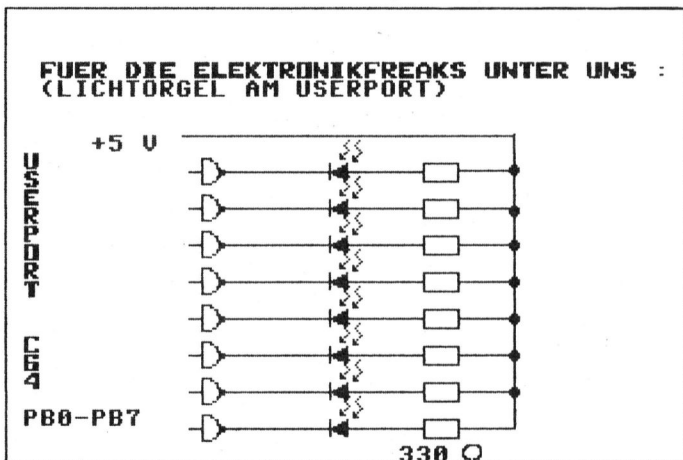 FUER DIE ELEKTRONIKFREAKS UNTER UNS :
(LICHTORGEL AM USERPORT)
+5 V
USERPORT
C64
PB0-PB7
330 Ω